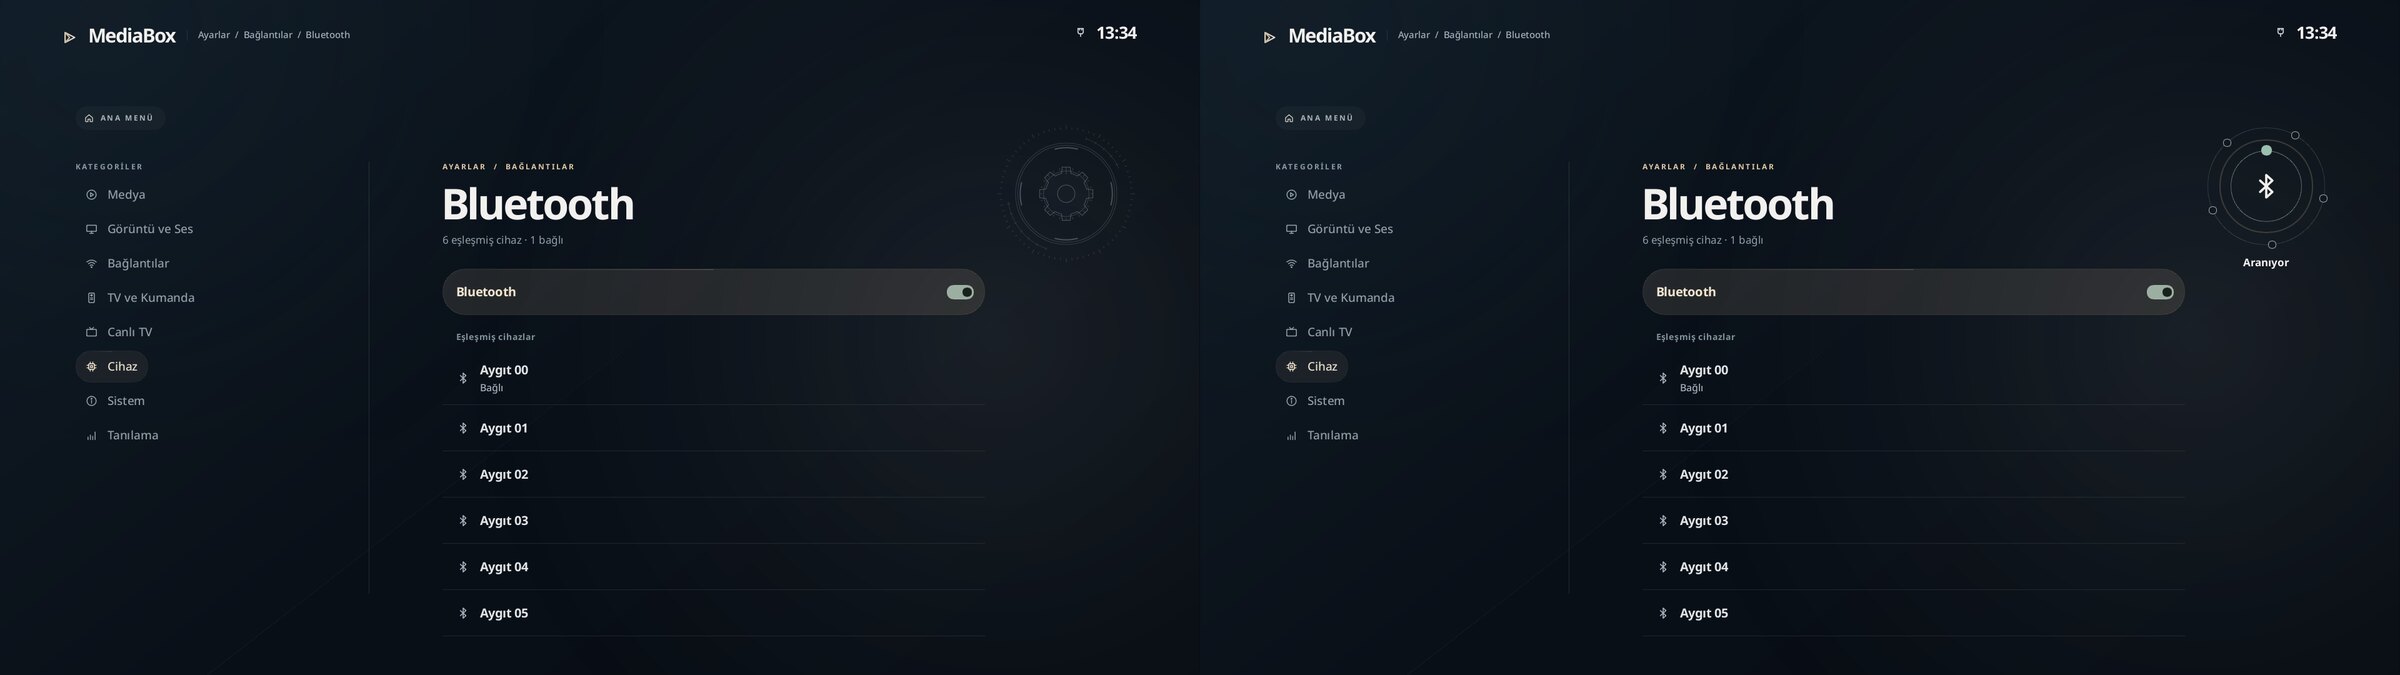 MediaBox
Ayarlar / Bağlantılar / Bluetooth
13:34
ANA MENÜ
KATEGORİLER
Medya
Görüntü ve Ses
Bağlantılar
TV ve Kumanda
Canlı TV
Cihaz
Sistem
Tanılama
AYARLAR / BAĞLANTILAR
Bluetooth
6 eşleşmiş cihaz · 1 bağlı
Bluetooth
Eşleşmiş cihazlar
Aygıt 00
Bağlı
Aygıt 01
Aygıt 02
Aygıt 03
Aygıt 04
Aygıt 05
MediaBox
Ayarlar / Bağlantılar / Bluetooth
13:34
ANA MENÜ
KATEGORİLER
Medya
Görüntü ve Ses
Bağlantılar
TV ve Kumanda
Canlı TV
Cihaz
Sistem
Tanılama
AYARLAR / BAĞLANTILAR
Bluetooth
6 eşleşmiş cihaz · 1 bağlı
Aranıyor
Bluetooth
Eşleşmiş cihazlar
Aygıt 00
Bağlı
Aygıt 01
Aygıt 02
Aygıt 03
Aygıt 04
Aygıt 05